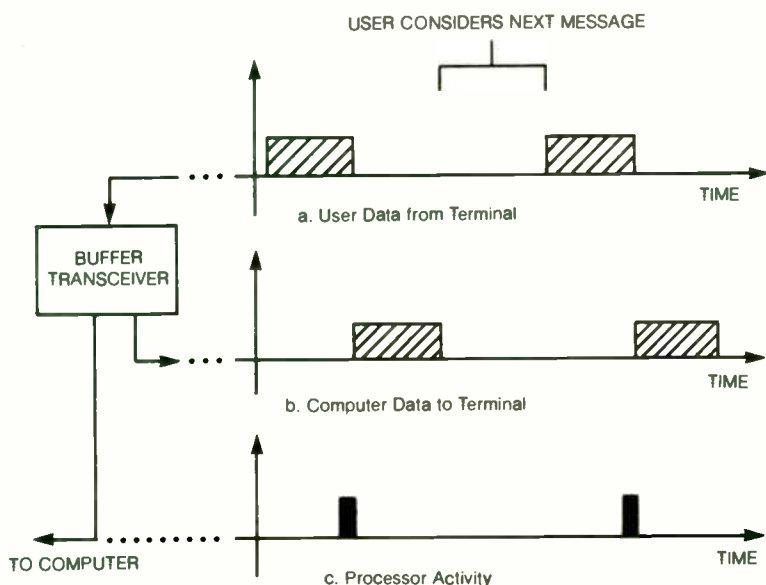 USER CONSIDERS NEXT MESSAGE
TIME
a. User Data from Terminal
BUFFER
TRANSCEIVER
TIME
b. Computer Data to Terminal
TO COMPUTER
TIME
c. Processor Activity